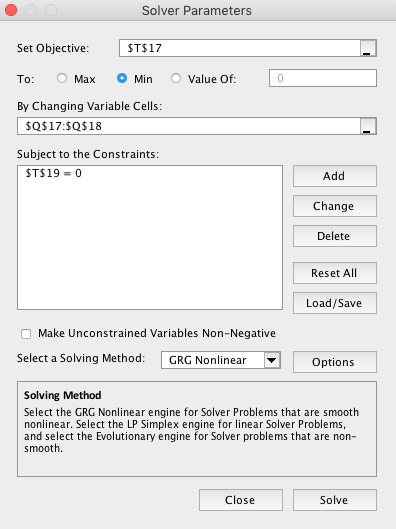 Solver Parameters
Set Objective: $T$17
To: Max Min Value Of: 0
By Changing Variable Cells:
$Q$17:$Q$18
Subject to the Constraints:
$T$19 = 0
Add
Change
Delete
Reset All
Load/Save
Make Unconstrained Variables Non-Negative
Select a Solving Method: GRG Nonlinear Options
Solving Method
Select the GRG Nonlinear engine for Solver Problems that are smooth
nonlinear. Select the LP Simplex engine for linear Solver Problems,
and select the Evolutionary engine for Solver problems that are non-
smooth.
Close Solve